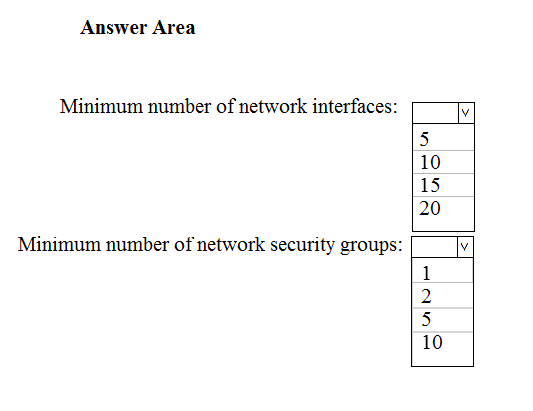 Answer Area
Minimum number of network interfaces:
5
10
15
20
Minimum number of network security groups:
1
2
5
10